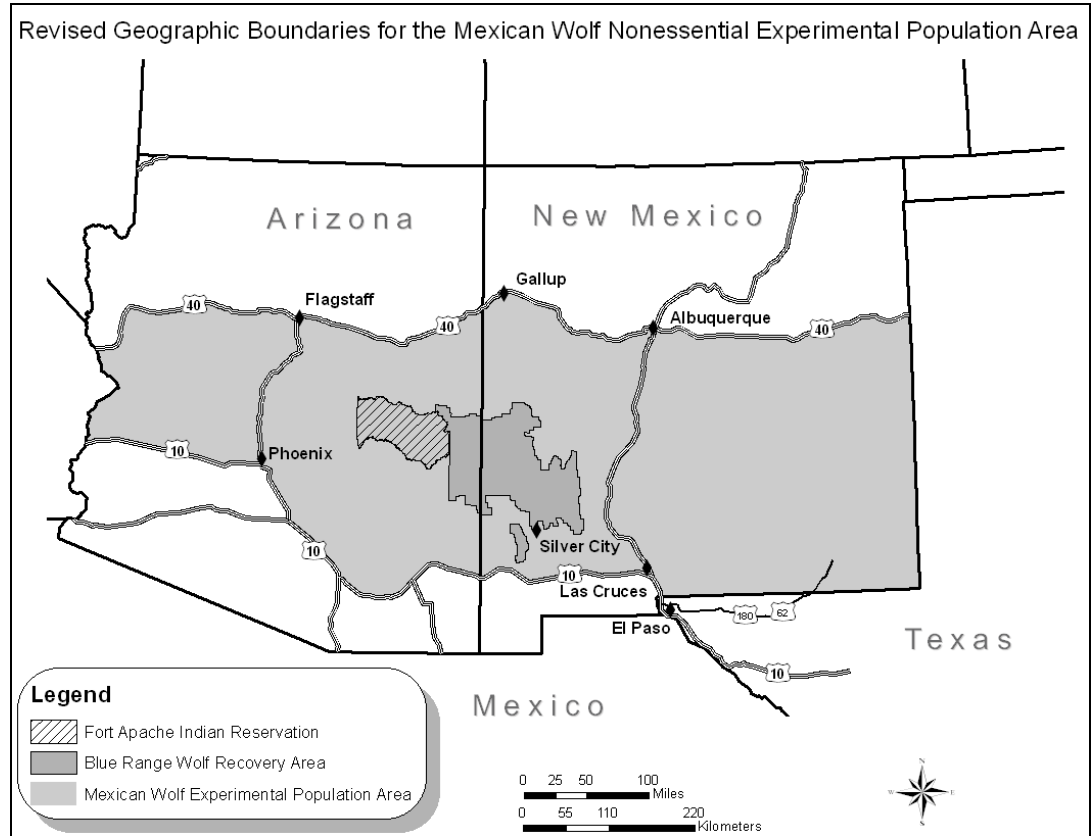 Revised Geographic Boundaries for the Mexican Wolf Nonessential Experimental Population Area
Arizona
New Mexico
Gallup
40
Flagstaff
40
Albuquerque
40
10
Phoenix
10
Silver City
10
Las Cruces
180
62
El Paso
Texas
10
Mexico
Legend
Fort Apache Indian Reservation
Blue Range Wolf Recovery Area
Mexican Wolf Experimental Population Area
0 25 50 100
Miles
0 55 110 220
Kilometers
N
W E
S